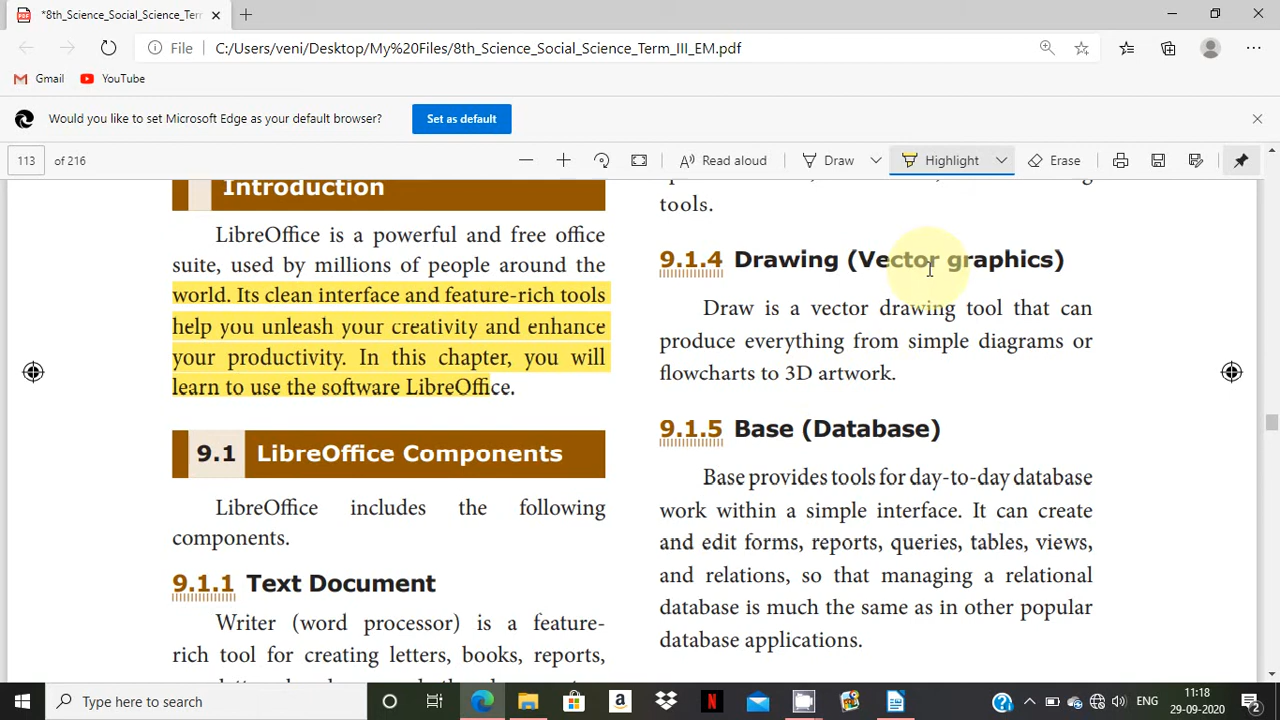 *8th_Science_Social_Science_Ter
File
C:/Users/veni/Desktop/My%20Files/8th_Science_Social_Science_Term_III_EM.pdf
Gmail
YouTube
Would you like to set Microsoft Edge as your default browser?
Set as default
113 of 216
Read aloud
Draw
Highlight
Erase
Introduction
LibreOffice is a powerful and free office
suite, used by millions of people around the
world. Its clean interface and feature-rich tools
help you unleash your creativity and enhance
your productivity. In this chapter, you will
learn to use the software LibreOffice.
9.1 LibreOffice Components
LibreOffice includes the following
components.
9.1.1 Text Document
Writer (word processor) is a feature-
rich tool for creating letters, books, reports,
tools.
9.1.4 Drawing (Vector graphics)
Draw is a vector drawing tool that can
produce everything from simple diagrams or
flowcharts to 3D artwork.
9.1.5 Base (Database)
Base provides tools for day-to-day database
work within a simple interface. It can create
and edit forms, reports, queries, tables, views,
and relations, so that managing a relational
database is much the same as in other popular
database applications.
Type here to search
ENG
11:18
29-09-2020
2